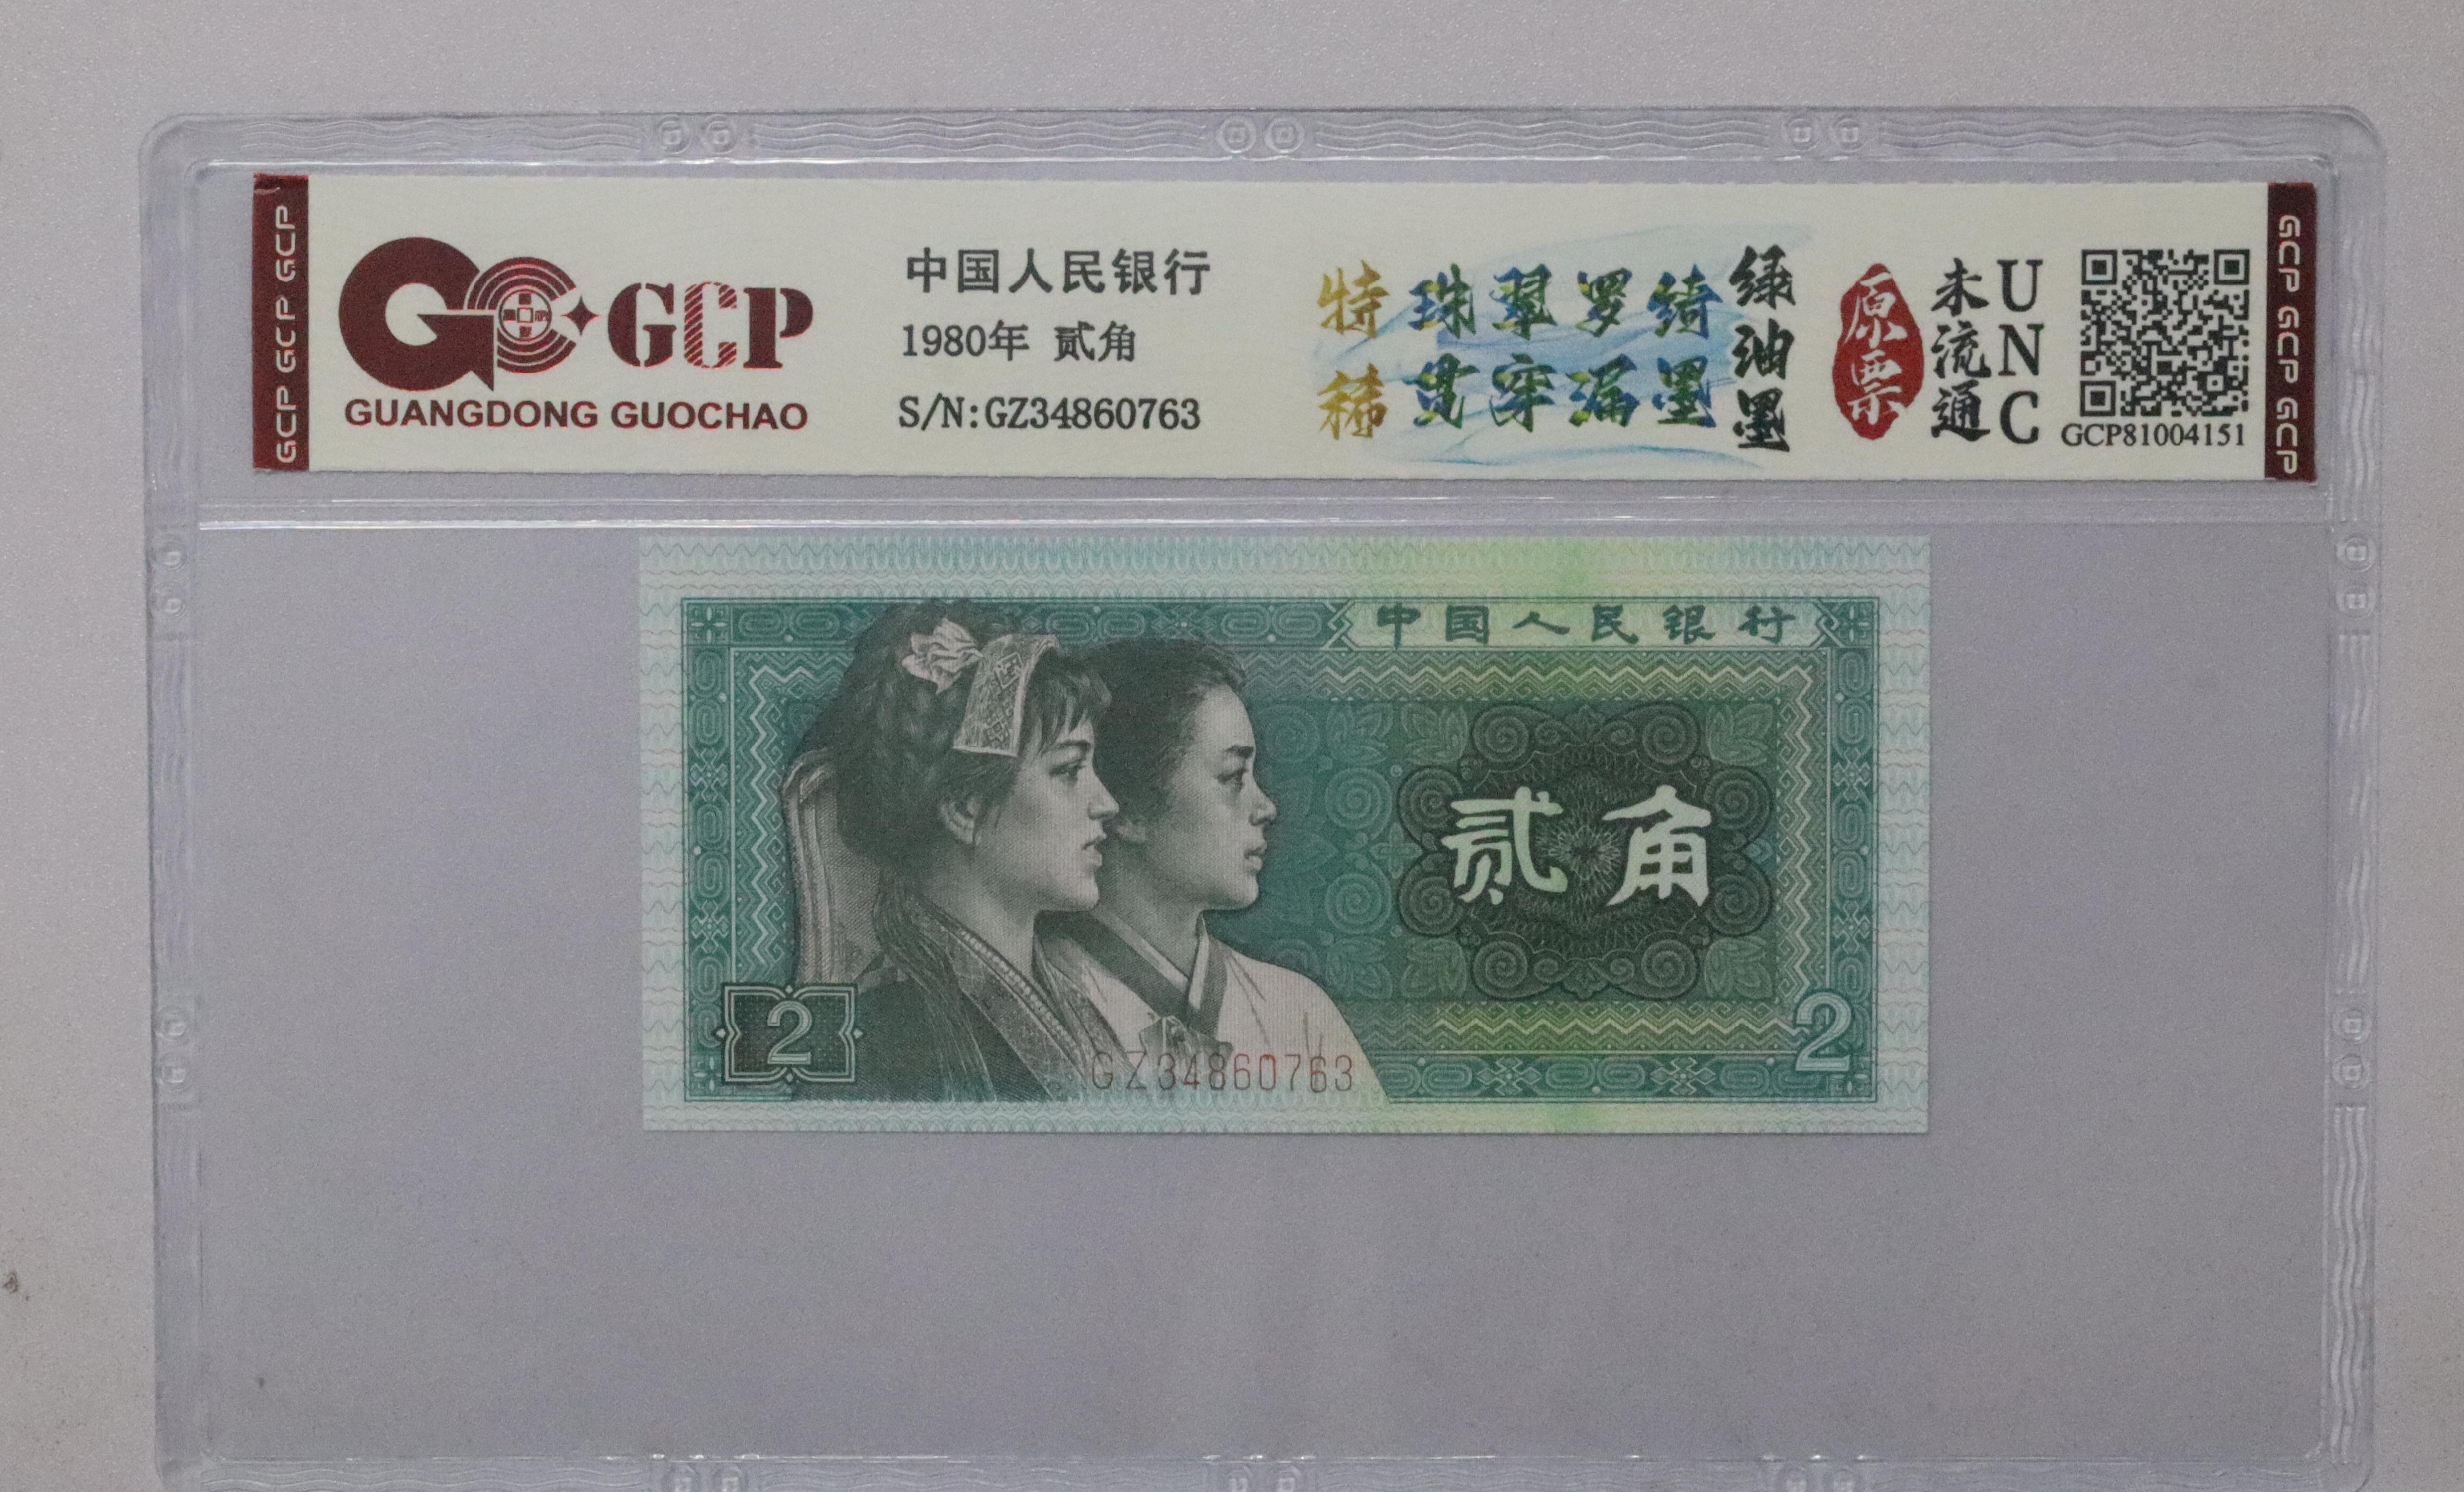 GCP GCP GCP
GCP
GUANGDONG GUOCHAO
中国人民银行
1980年 贰角
S/N:GZ34860763
特稀
珠翠罗绮
贯穿漏墨
绿油墨
原票
未流通
UNC
GCP81004151
GCP GCP GCP
中国人民银行
贰角
2
2
GZ34860763